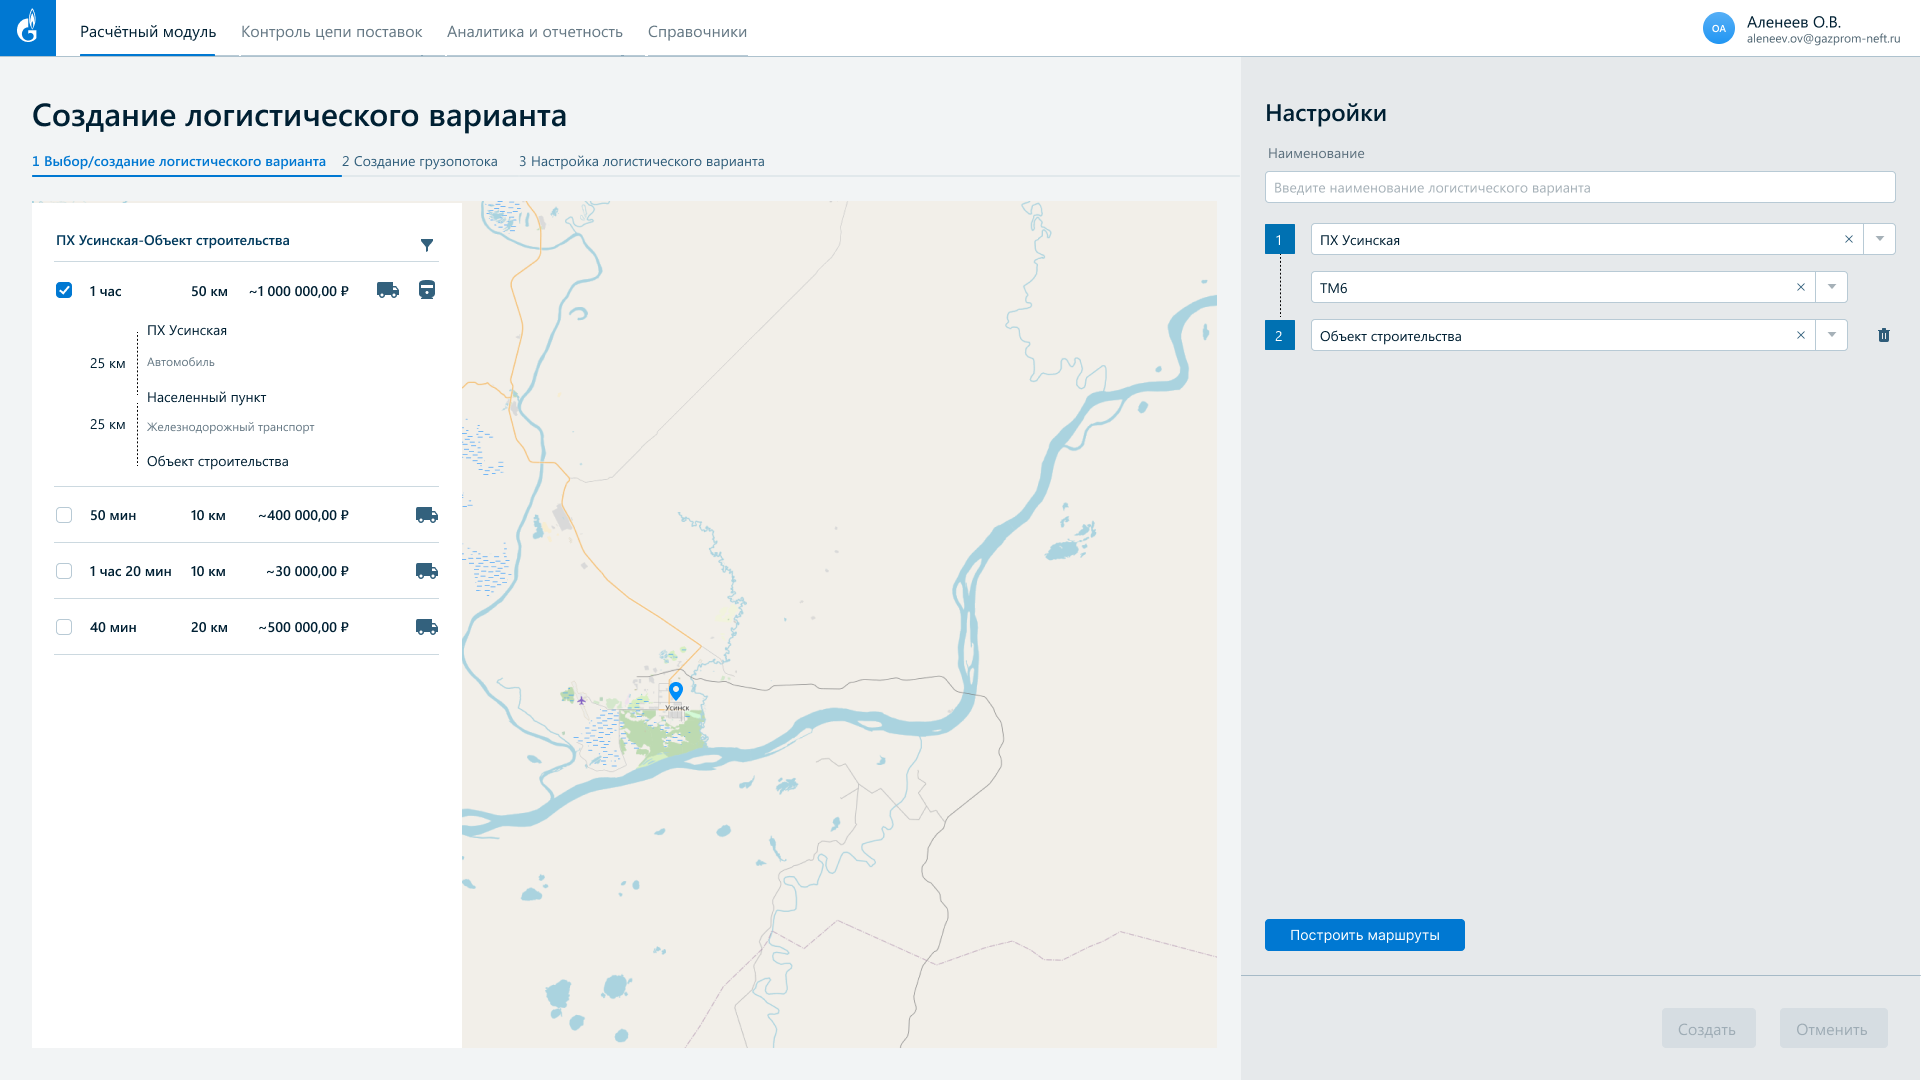 Расчётный модуль
Контроль цепи поставок
Аналитика и отчетность
Справочники
ОА
Аленеев О.В.
aleneev.ov@gazprom-neft.ru
Создание логистического варианта
1 Выбор/создание логистического варианта
2 Создание грузопотока
3 Настройка логистического варианта
ПХ Усинская-Объект строительства
1 час 50 км ~1 000 000,00 ₽
ПХ Усинская
25 км
Автомобиль
Населенный пункт
25 км
Железнодорожный транспорт
Объект строительства
50 мин 10 км ~400 000,00 ₽
1 час 20 мин 10 км ~30 000,00 ₽
40 мин 20 км ~500 000,00 ₽
Усинск
Настройки
Наименование
Введите наименование логистического варианта
1 ПХ Усинская
ТМ6
2 Объект строительства
Построить маршруты
Создать
Отменить